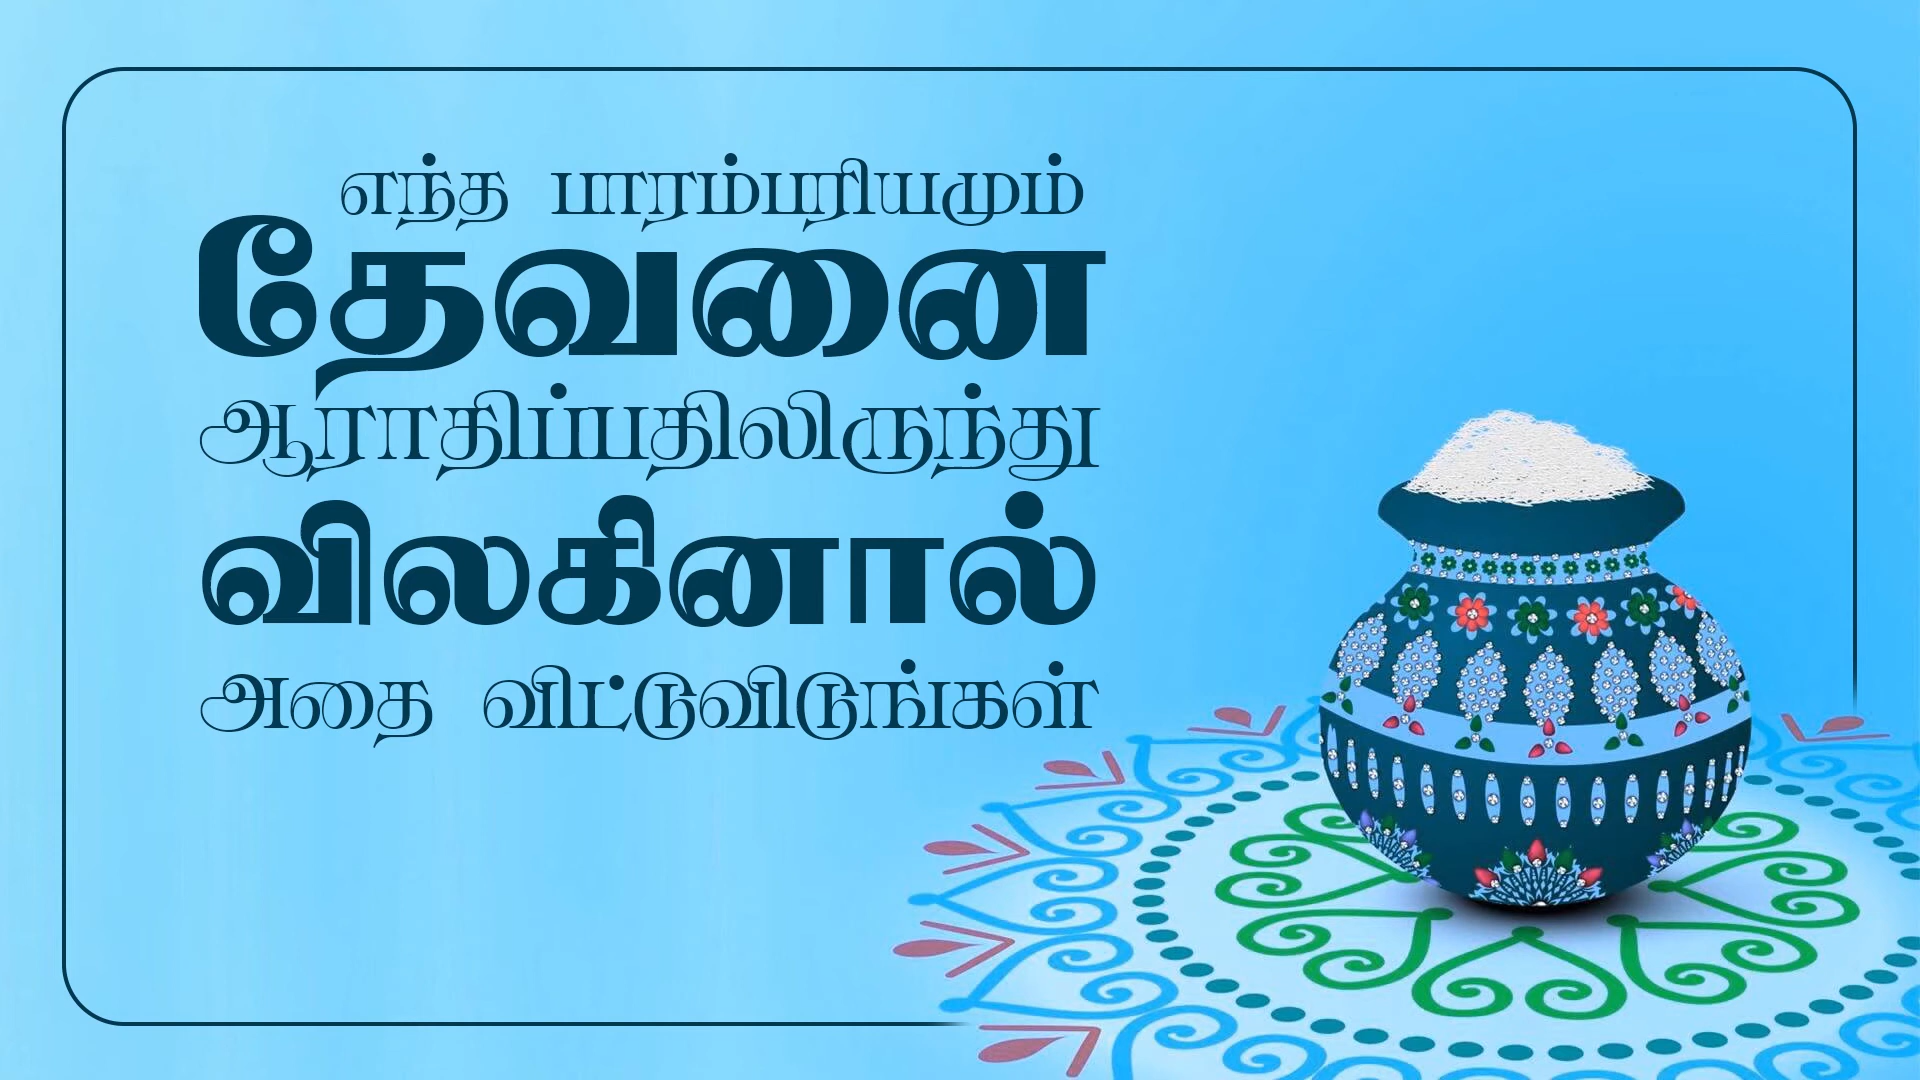 எந்த பாரம்பரியமும்
தேவனை
ஆராதிப்பதிலிருந்து
விலகினால்
அதை விட்டுவிடுங்கள்